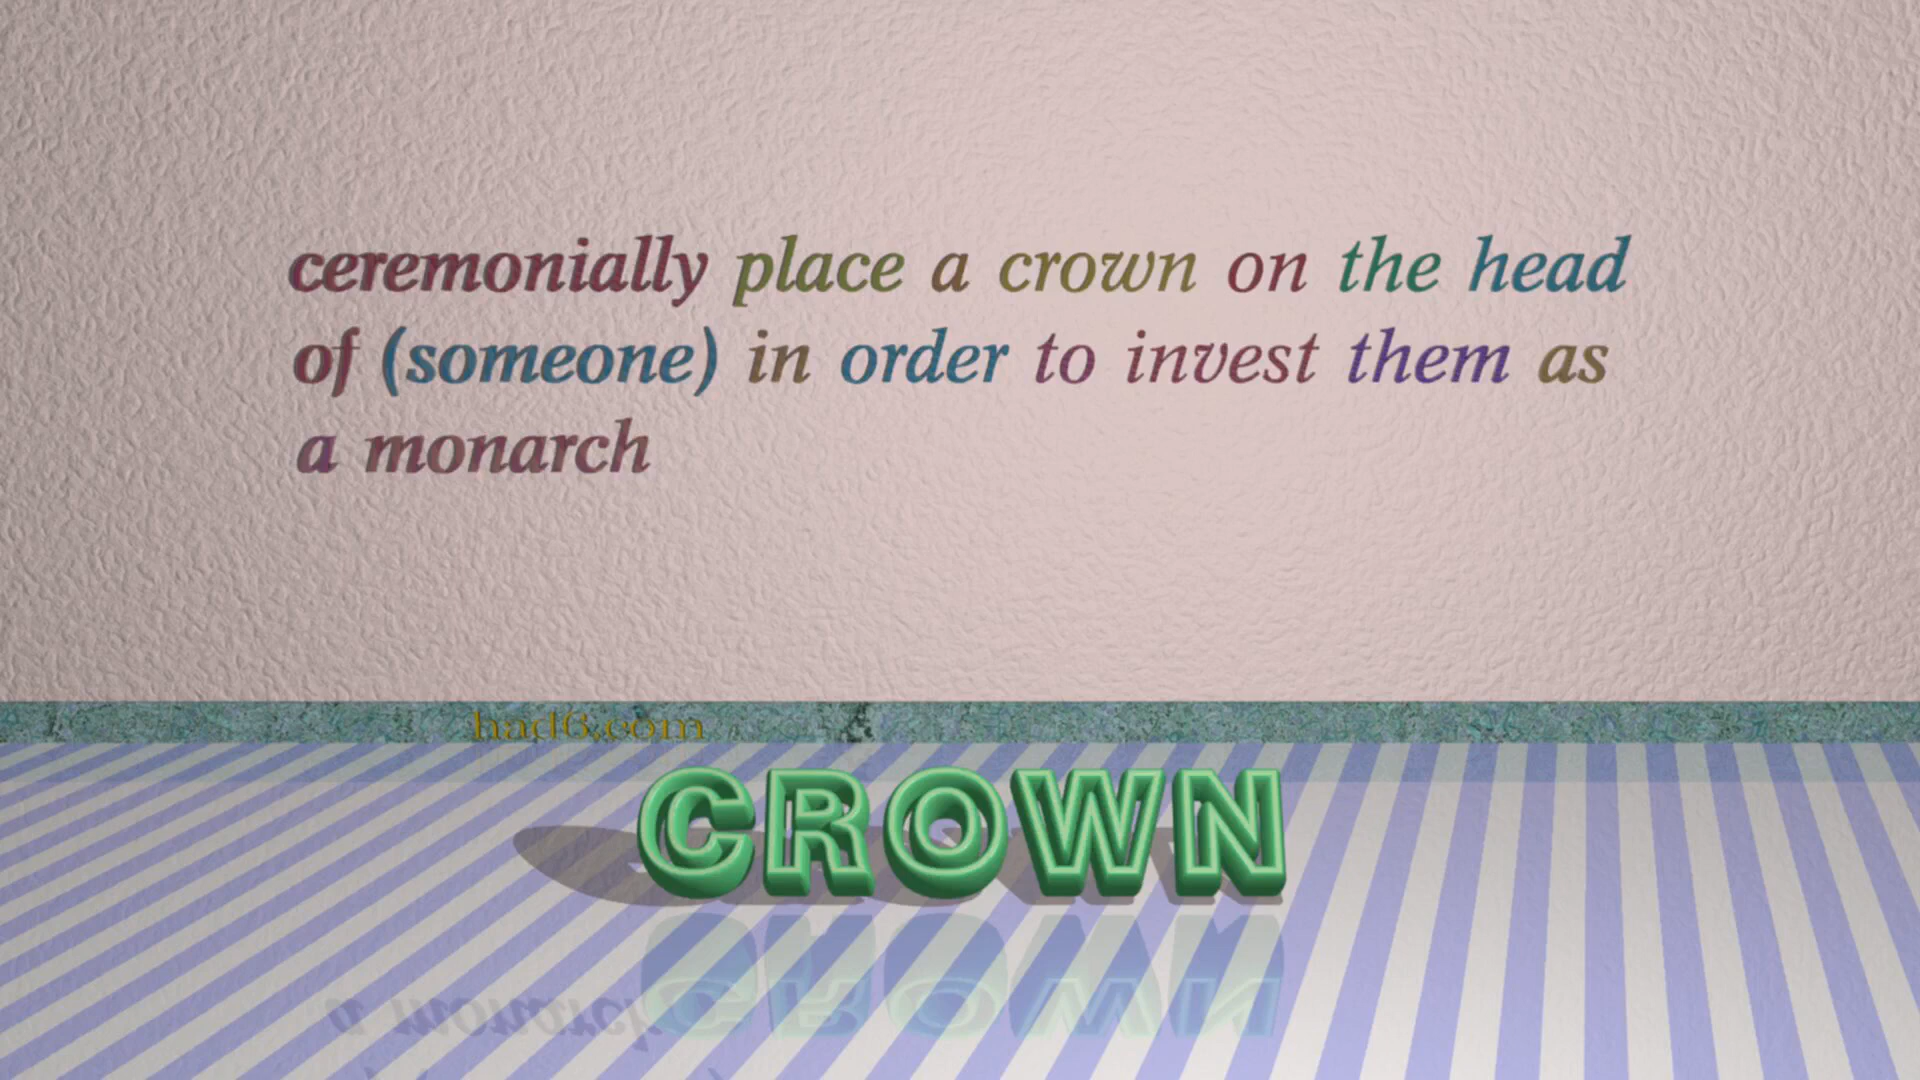 ceremonially place a crown on the head
of (someone) in order to invest them as
a monarch
had6.com
CROWN